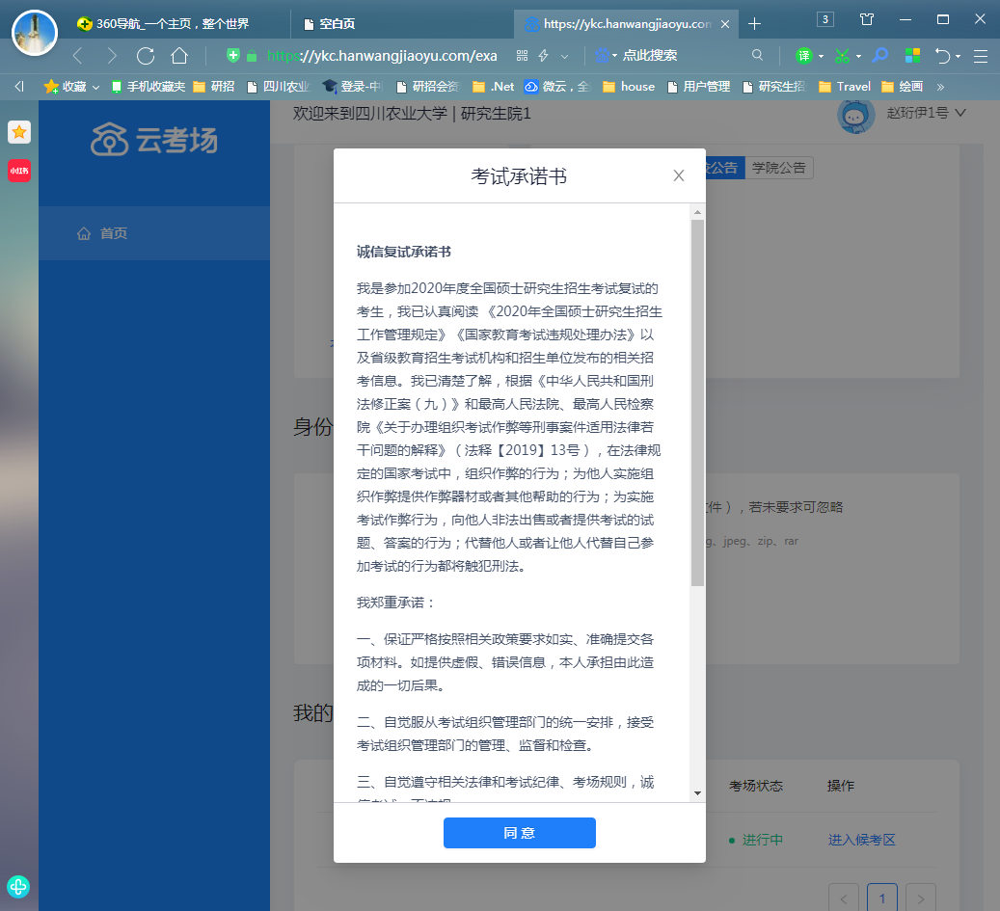 360导航_一个主页，整个世界
空白页
https://ykc.hanwangjiaoyu.com
3
https://ykc.hanwangjiaoyu.com/exa
点此搜索
译
收藏
手机收藏夹
研招
四川农业
登录-中
研招会资
.Net
微云，全
house
用户管理
研究生招
Travel
绘画
»
小红书
云考场
首页
欢迎来到四川农业大学 | 研究生院1
赵珩伊1号
公告
学院公告
身份
件），若未要求可忽略
g、jpeg、zip、rar
我的
考场状态
操作
进行中
进入候考区
1
考试承诺书
诚信复试承诺书
我是参加2020年度全国硕士研究生招生考试复试的
考生，我已认真阅读 《2020年全国硕士研究生招生
工作管理规定》《国家教育考试违规处理办法》以
及省级教育招生考试机构和招生单位发布的相关招
考信息。我已清楚了解，根据《中华人民共和国刑
法修正案（九）》和最高人民法院、最高人民检察
院《关于办理组织考试作弊等刑事案件适用法律若
干问题的解释》（法释【2019】13号），在法律规
定的国家考试中，组织作弊的行为；为他人实施组
织作弊提供作弊器材或者其他帮助的行为；为实施
考试作弊行为，向他人非法出售或者提供考试的试
题、答案的行为；代替他人或者让他人代替自己参
加考试的行为都将触犯刑法。
我郑重承诺：
一、保证严格按照相关政策要求如实、准确提交各
项材料。如提供虚假、错误信息，本人承担由此造
成的一切后果。
二、自觉服从考试组织管理部门的统一安排，接受
考试组织管理部门的管理、监督和检查。
三、自觉遵守相关法律和考试纪律、考场规则，诚
同 意